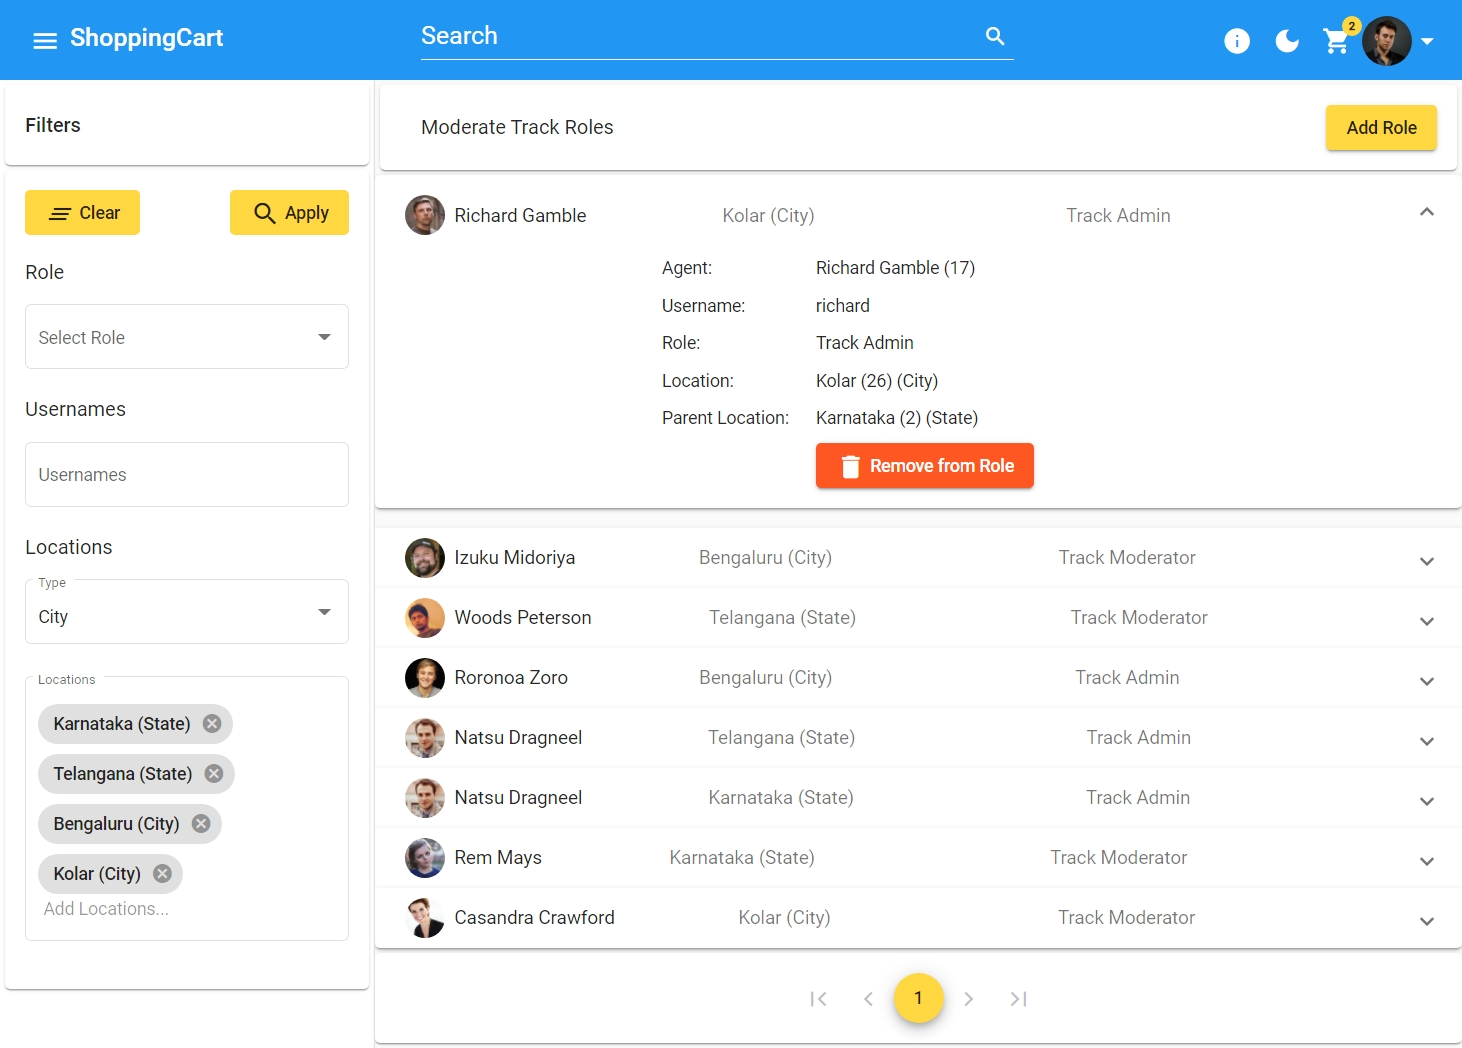 ShoppingCart
Search
2
Filters
Clear
Apply
Role
Select Role
Usernames
Usernames
Locations
Type
City
Locations
Karnataka (State)
Telangana (State)
Bengaluru (City)
Kolar (City)
Add Locations...
Moderate Track Roles
Add Role
Richard Gamble Kolar (City) Track Admin
Agent: Richard Gamble (17)
Username: richard
Role: Track Admin
Location: Kolar (26) (City)
Parent Location: Karnataka (2) (State)
Remove from Role
Izuku Midoriya Bengaluru (City) Track Moderator
Woods Peterson Telangana (State) Track Moderator
Roronoa Zoro Bengaluru (City) Track Admin
Natsu Dragneel Telangana (State) Track Admin
Natsu Dragneel Karnataka (State) Track Admin
Rem Mays Karnataka (State) Track Moderator
Casandra Crawford Kolar (City) Track Moderator
1